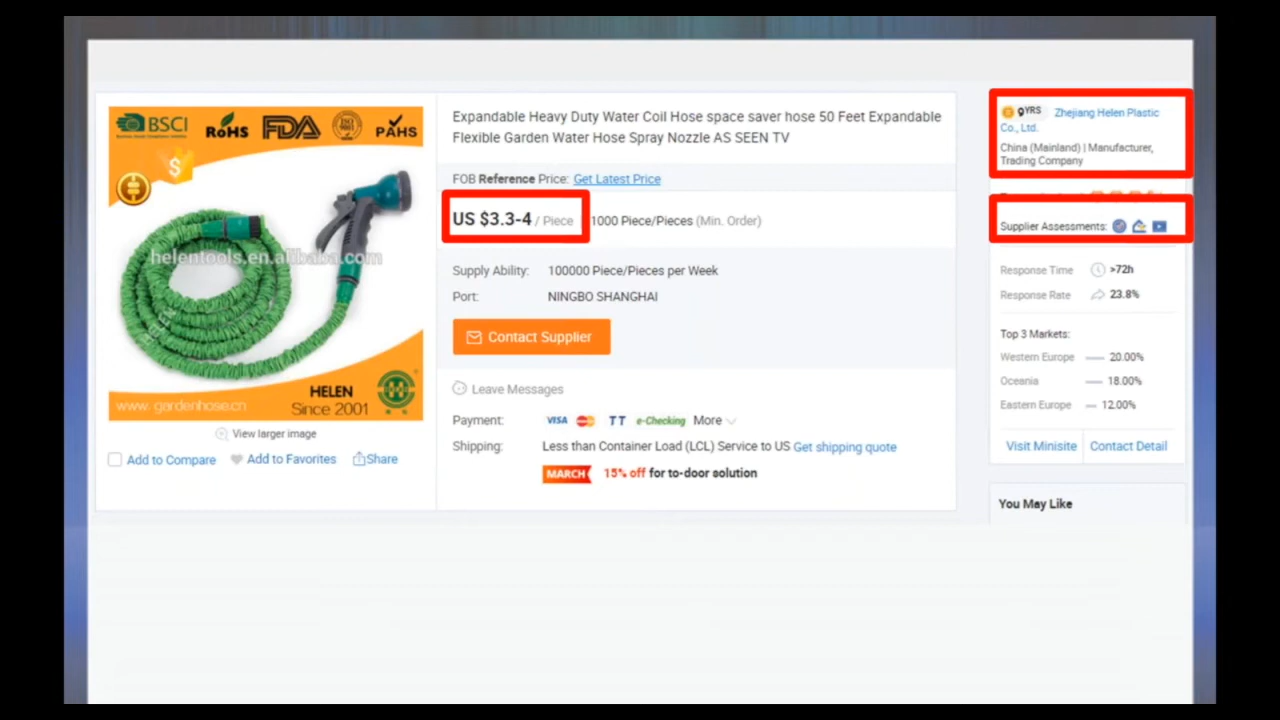 BSCI
RoHS
FDA
PAHS
$
helentools.en.alibaba.com
HELEN
HELEN
Since 2001
www.gardenhose.cn
View larger image
Add to Compare
Add to Favorites
Share
Expandable Heavy Duty Water Coil Hose space saver hose 50 Feet Expandable
Flexible Garden Water Hose Spray Nozzle AS SEEN TV
FOB Reference Price: Get Latest Price
US $3.3-4 / Piece 1000 Piece/Pieces (Min. Order)
Supply Ability: 100000 Piece/Pieces per Week
Port: NINGBO SHANGHAI
Contact Supplier
Leave Messages
Payment: VISA TT e-Checking More
Shipping: Less than Container Load (LCL) Service to US Get shipping quote
MARCH 15% off for to-door solution
9YRS Zhejiang Helen Plastic
Co., Ltd.
China (Mainland) | Manufacturer,
Trading Company
Supplier Assessments:
Response Time >72h
Response Rate 23.8%
Top 3 Markets:
Western Europe 20.00%
Oceania 18.00%
Eastern Europe 12.00%
Visit Minisite Contact Detail
You May Like